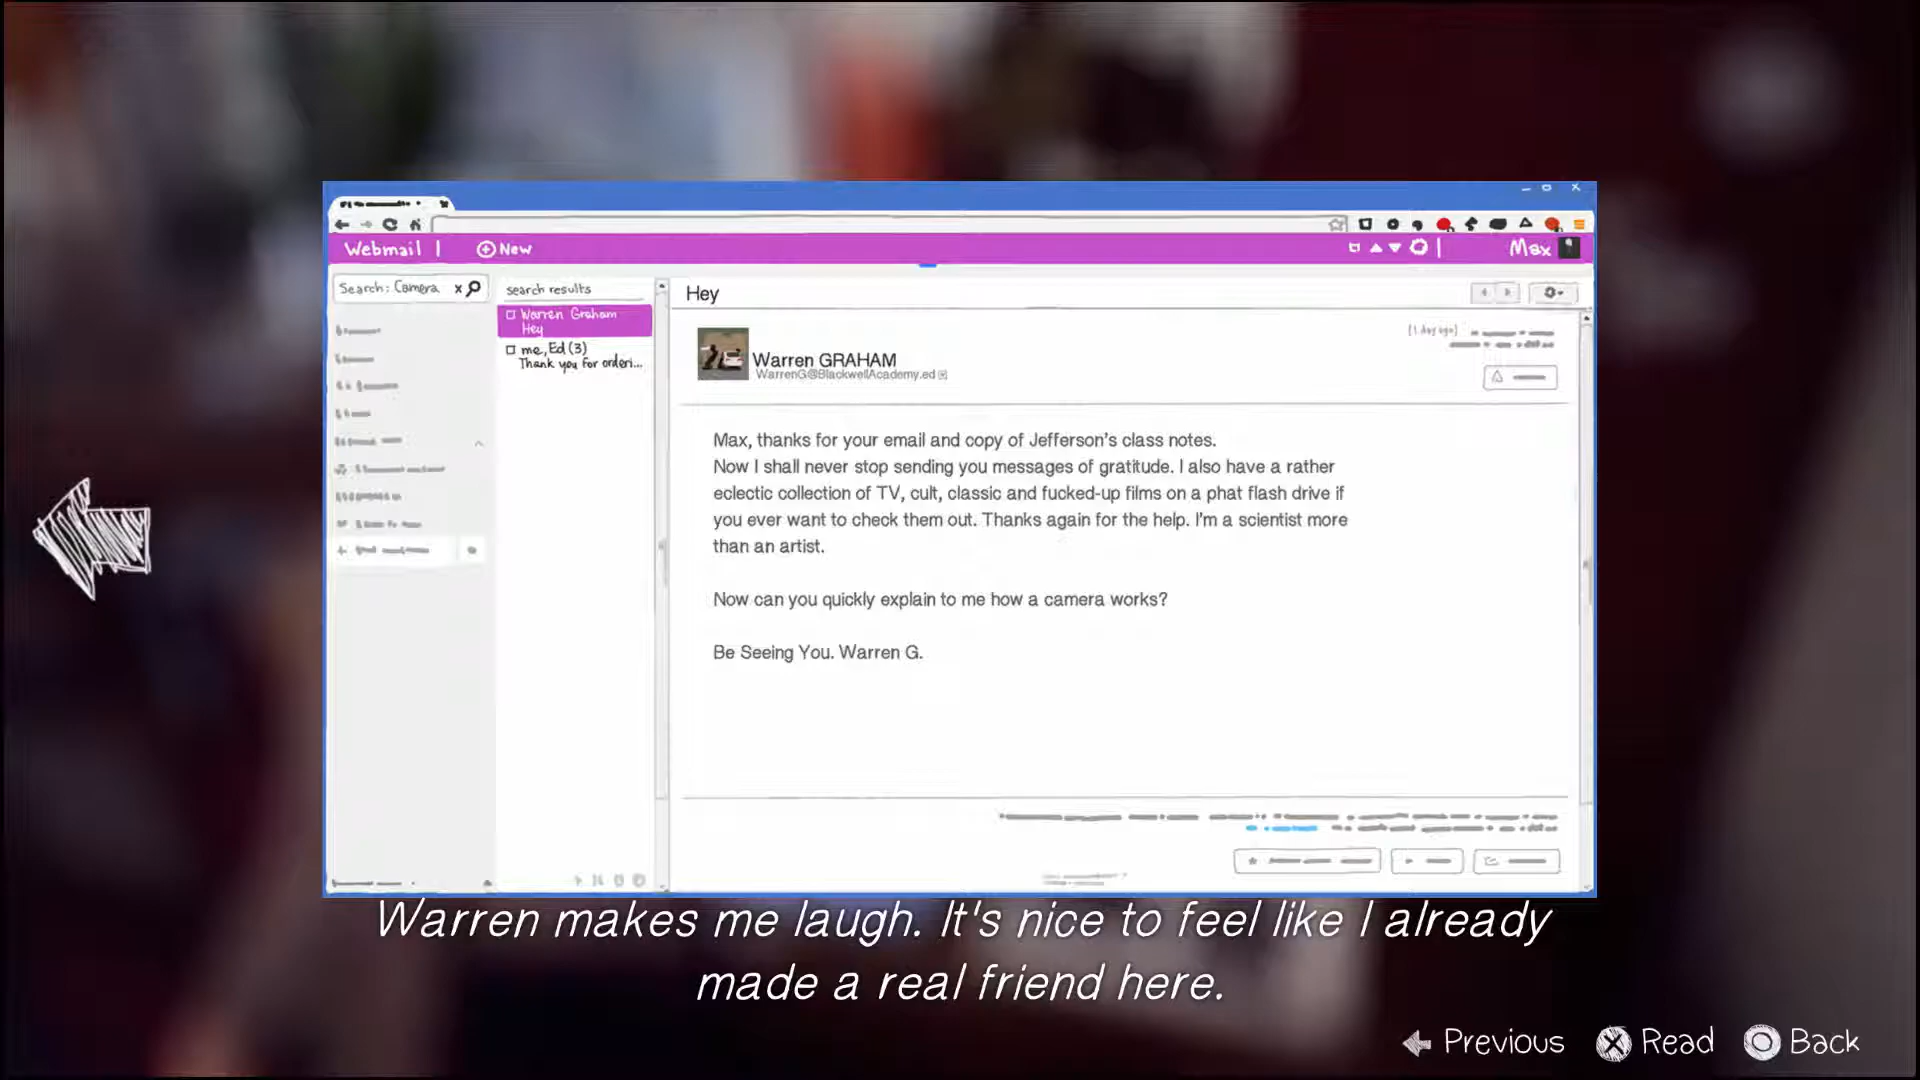 Webmail |
New
Max
Search: Camera x
search results
Warren Graham
Hey
me, Ed (3)
Thank you for orderi...
Hey
[1 day ago]
Warren GRAHAM
WarrenG@BlackwellAcademy.ed
Max, thanks for your email and copy of Jefferson's class notes.
Now I shall never stop sending you messages of gratitude. I also have a rather
eclectic collection of TV, cult, classic and fucked-up films on a phat flash drive if
you ever want to check them out. Thanks again for the help. I'm a scientist more
than an artist.
Now can you quickly explain to me how a camera works?
Be Seeing You. Warren G.
Warren makes me laugh. It's nice to feel like I already
made a real friend here.
Previous
Read
Back